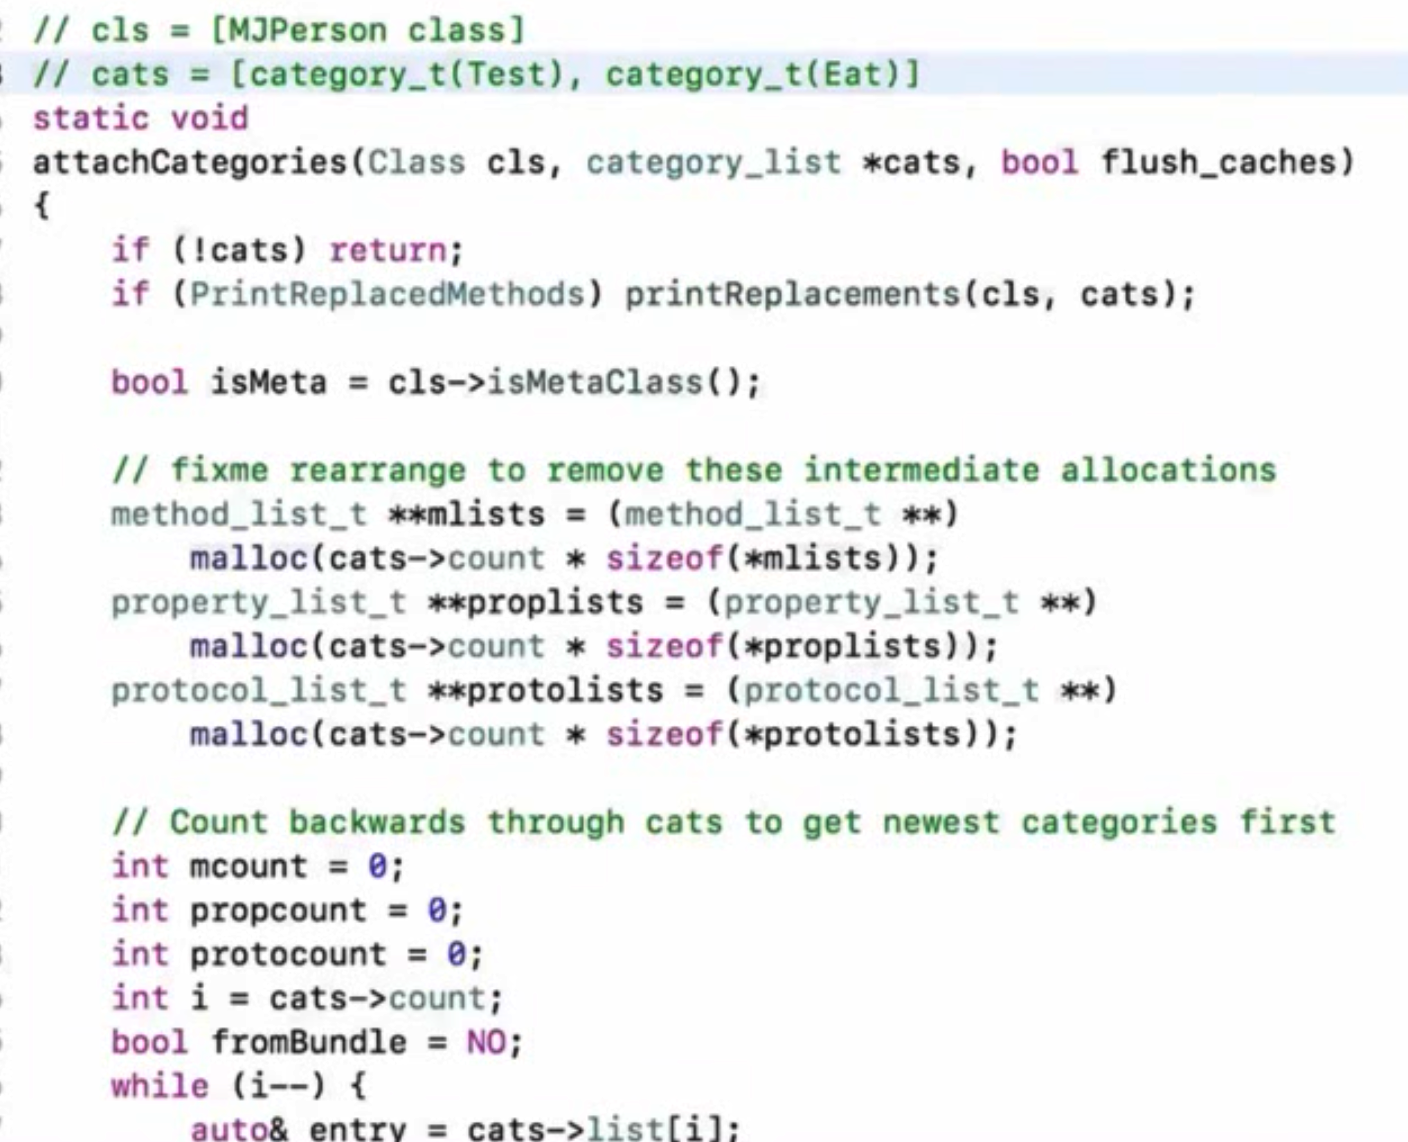 // cls = [MJPerson class]
// cats = [category_t(Test), category_t(Eat)]
static void
attachCategories(Class cls, category_list *cats, bool flush_caches)
{
    if (!cats) return;
    if (PrintReplacedMethods) printReplacements(cls, cats);

    bool isMeta = cls->isMetaClass();

    // fixme rearrange to remove these intermediate allocations
    method_list_t **mlists = (method_list_t **)
        malloc(cats->count * sizeof(*mlists));
    property_list_t **proplists = (property_list_t **)
        malloc(cats->count * sizeof(*proplists));
    protocol_list_t **protolists = (protocol_list_t **)
        malloc(cats->count * sizeof(*protolists));

    // Count backwards through cats to get newest categories first
    int mcount = 0;
    int propcount = 0;
    int protocount = 0;
    int i = cats->count;
    bool fromBundle = NO;
    while (i--) {
        auto& entry = cats->list[i];